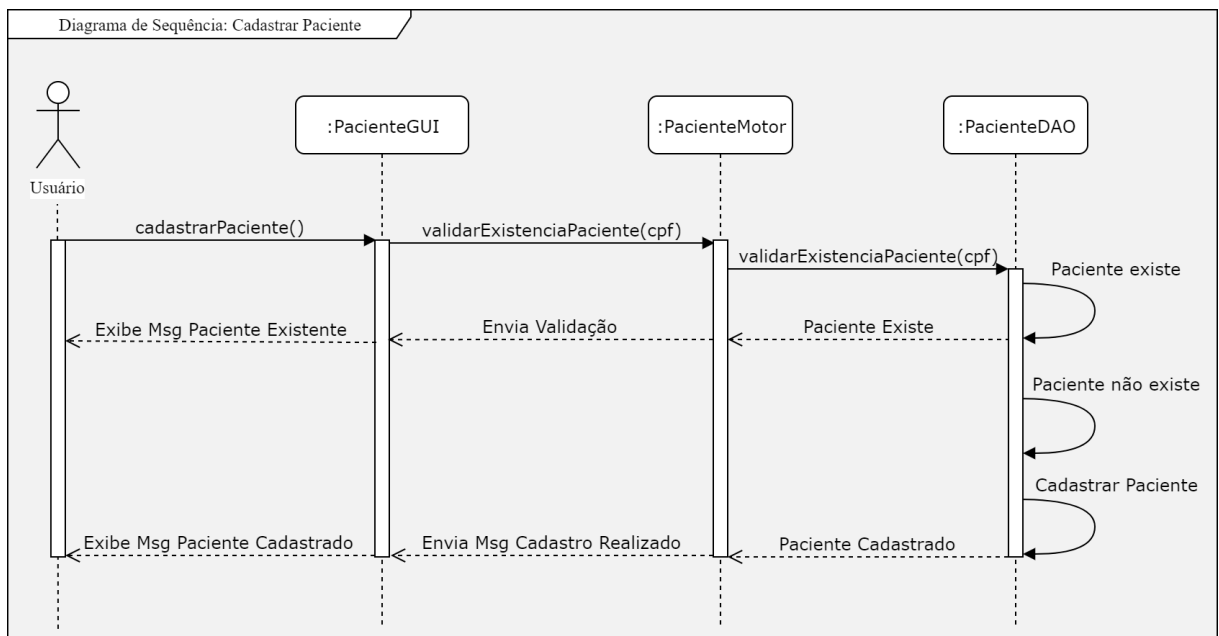 Diagrama de Sequência: Cadastrar Paciente
:PacienteGUI
:PacienteMotor
:PacienteDAO
Usuário
cadastrarPaciente()
validarExistenciaPaciente(cpf)
validarExistenciaPaciente(cpf)
Paciente existe
Exibe Msg Paciente Existente
Envia Validação
Paciente Existe
Paciente não existe
Cadastrar Paciente
Exibe Msg Paciente Cadastrado
Envia Msg Cadastro Realizado
Paciente Cadastrado